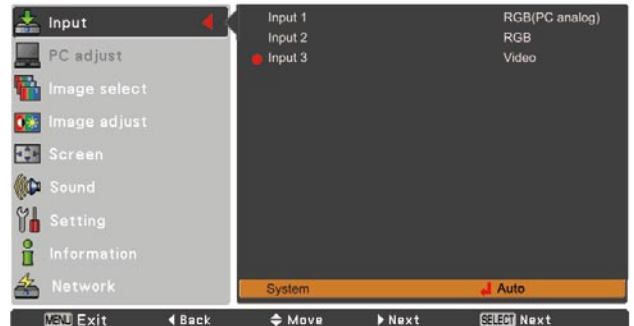 Input
PC adjust
Image select
Image adjust
Screen
Sound
Setting
Information
Network
Input 1 RGB(PC analog)
Input 2 RGB
Input 3 Video
System Auto
MENU Exit Back Move Next SELECT Next